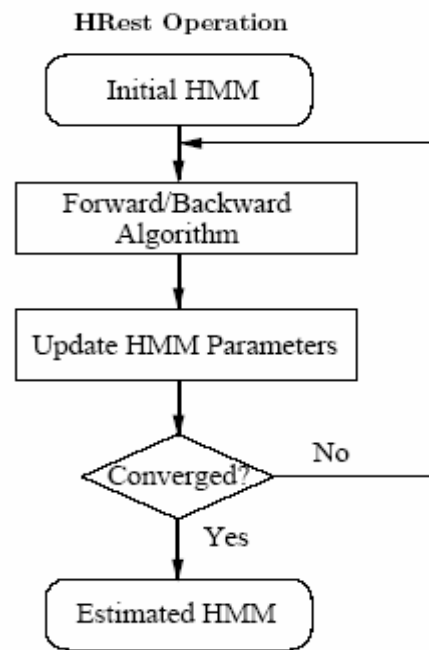 HRest Operation
Initial HMM
Forward/Backward
Algorithm
Update HMM Parameters
Converged?
No
Yes
Estimated HMM